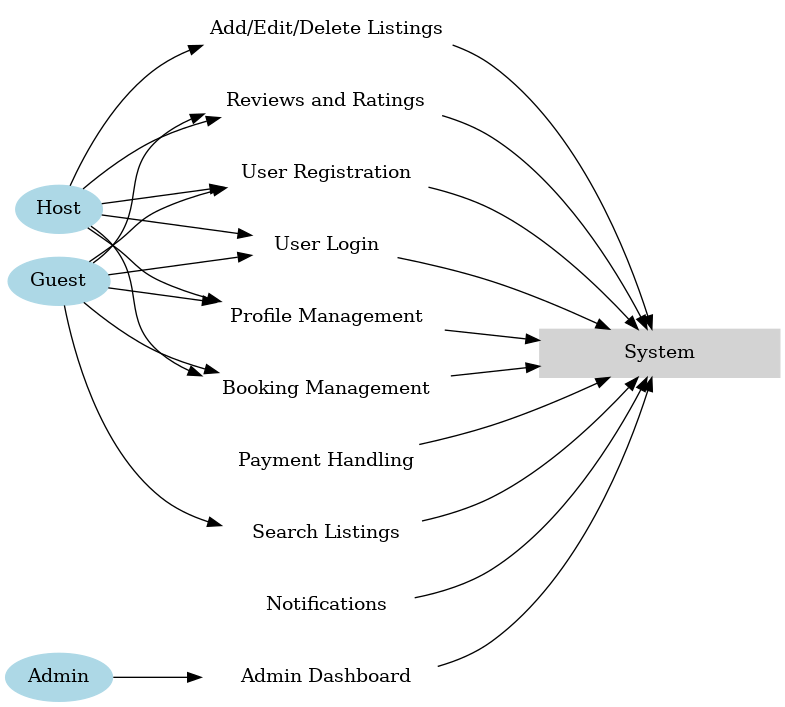 Add/Edit/Delete Listings
Reviews and Ratings
User Registration
Host
User Login
Guest
Profile Management
System
Booking Management
Payment Handling
Search Listings
Notifications
Admin
Admin Dashboard